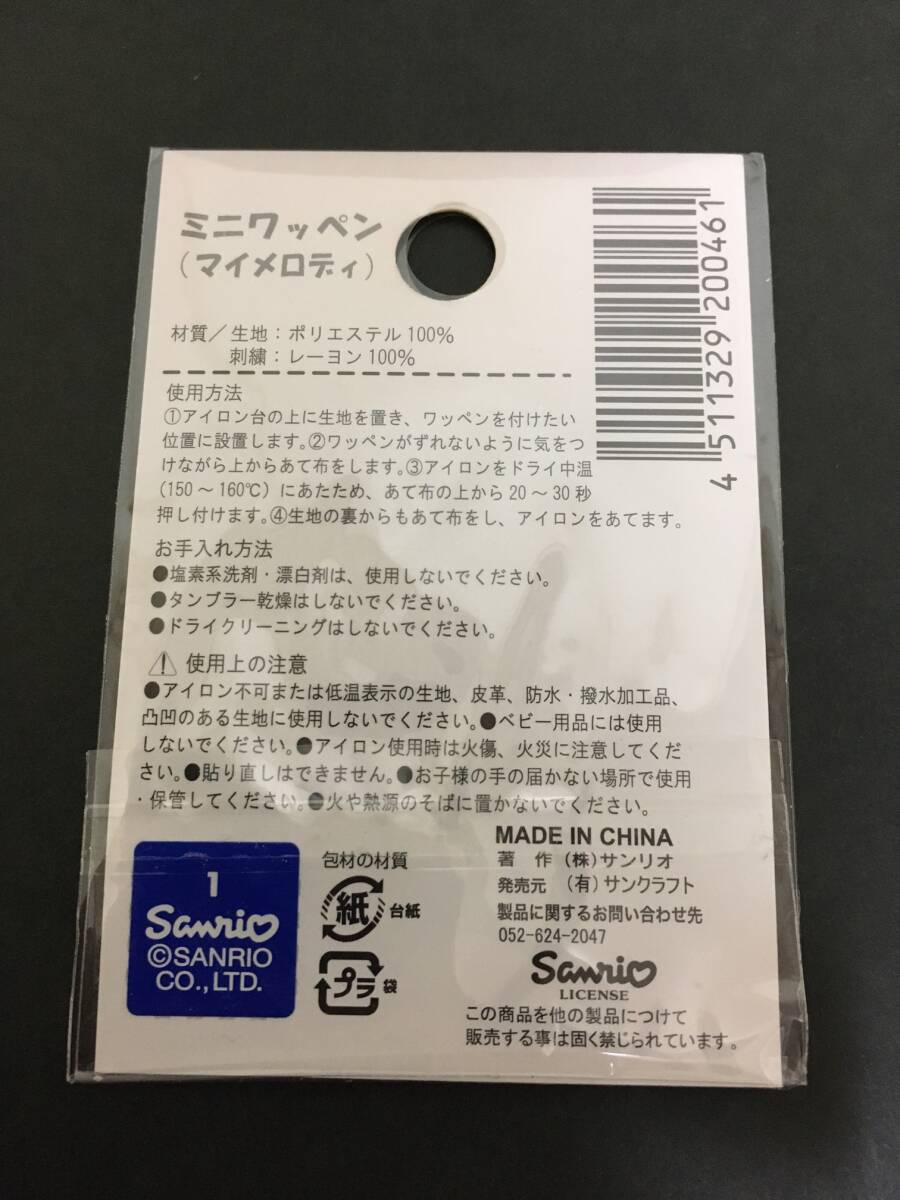 ミニワッペン
(マイメロディ)
4 511329 200461
材質／生地：ポリエステル100%
刺繍：レーヨン100%
使用方法
①アイロン台の上に生地を置き、ワッペンを付けたい
位置に設置します。②ワッペンがずれないように気をつ
けながら上からあて布をします。③アイロンをドライ中温
(150～160℃)にあたため、あて布の上から20～30秒
押し付けます。④生地の裏からもあて布をし、アイロンをあてます。
お手入れ方法
●塩素系洗剤・漂白剤は、使用しないでください。
●タンブラー乾燥はしないでください。
●ドライクリーニングはしないでください。
使用上の注意
●アイロン不可または低温表示の生地、皮革、防水・撥水加工品、
凸凹のある生地に使用しないでください。●ベビー用品には使用
しないでください。●アイロン使用時は火傷、火災に注意してくだ
さい。●貼り直しはできません。●お子様の手の届かない場所で使用
・保管してください。●火や熱源のそばに置かないでください。
1
Sanrio
©SANRIO
CO.,LTD.
包材の材質
紙 台紙
プラ 袋
MADE IN CHINA
著 作 (株)サンリオ
発売元 (有)サンクラフト
製品に関するお問い合わせ先
052-624-2047
Sanrio
LICENSE
この商品を他の製品につけて
販売する事は固く禁じられています。